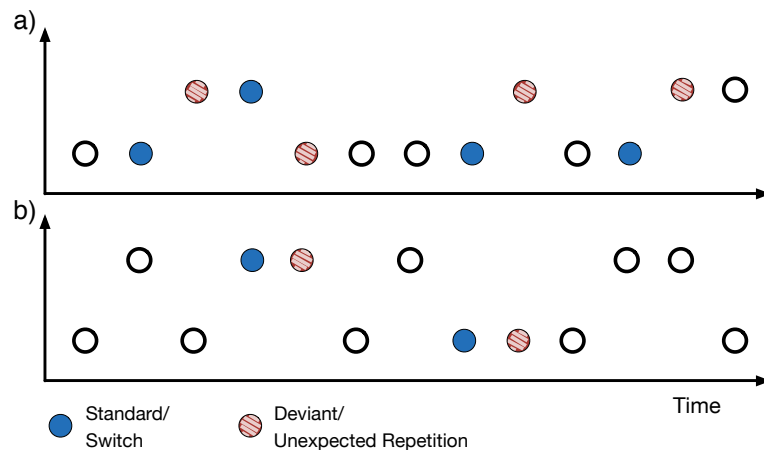 a)
b)
Time
Standard/
Switch
Deviant/
Unexpected Repetition